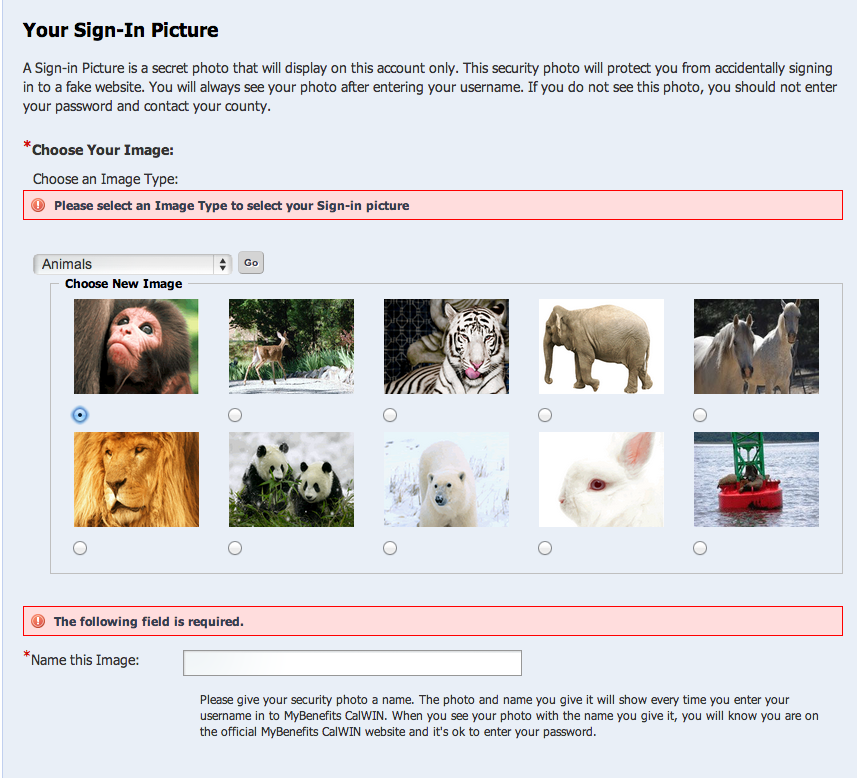 Your Sign-In Picture
A Sign-in Picture is a secret photo that will display on this account only. This security photo will protect you from accidentally signing
in to a fake website. You will always see your photo after entering your username. If you do not see this photo, you should not enter
your password and contact your county.
*Choose Your Image:
Choose an Image Type:
Please select an Image Type to select your Sign-in picture
Animals Go
Choose New Image
The following field is required.
*Name this Image:
Please give your security photo a name. The photo and name you give it will show every time you enter your
username in to MyBenefits CalWIN. When you see your photo with the name you give it, you will know you are on
the official MyBenefits CalWIN website and it's ok to enter your password.